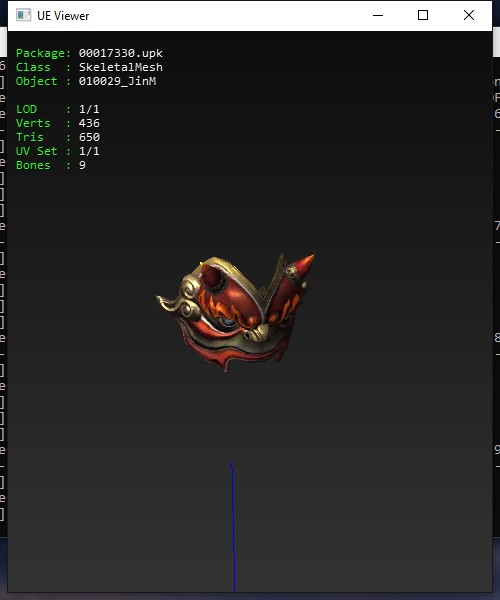 UE Viewer
Package: 00017330.upk
Class : SkeletalMesh
Object : 010029_JinM
LOD : 1/1
Verts : 436
Tris : 650
UV Set : 1/1
Bones : 9